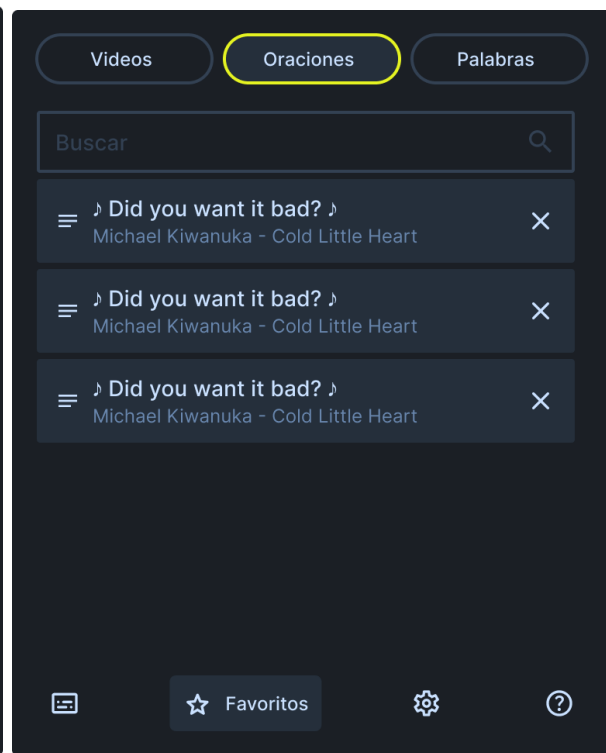 Videos
Oraciones
Palabras
Buscar
♪ Did you want it bad? ♪
Michael Kiwanuka - Cold Little Heart
♪ Did you want it bad? ♪
Michael Kiwanuka - Cold Little Heart
♪ Did you want it bad? ♪
Michael Kiwanuka - Cold Little Heart
Favoritos